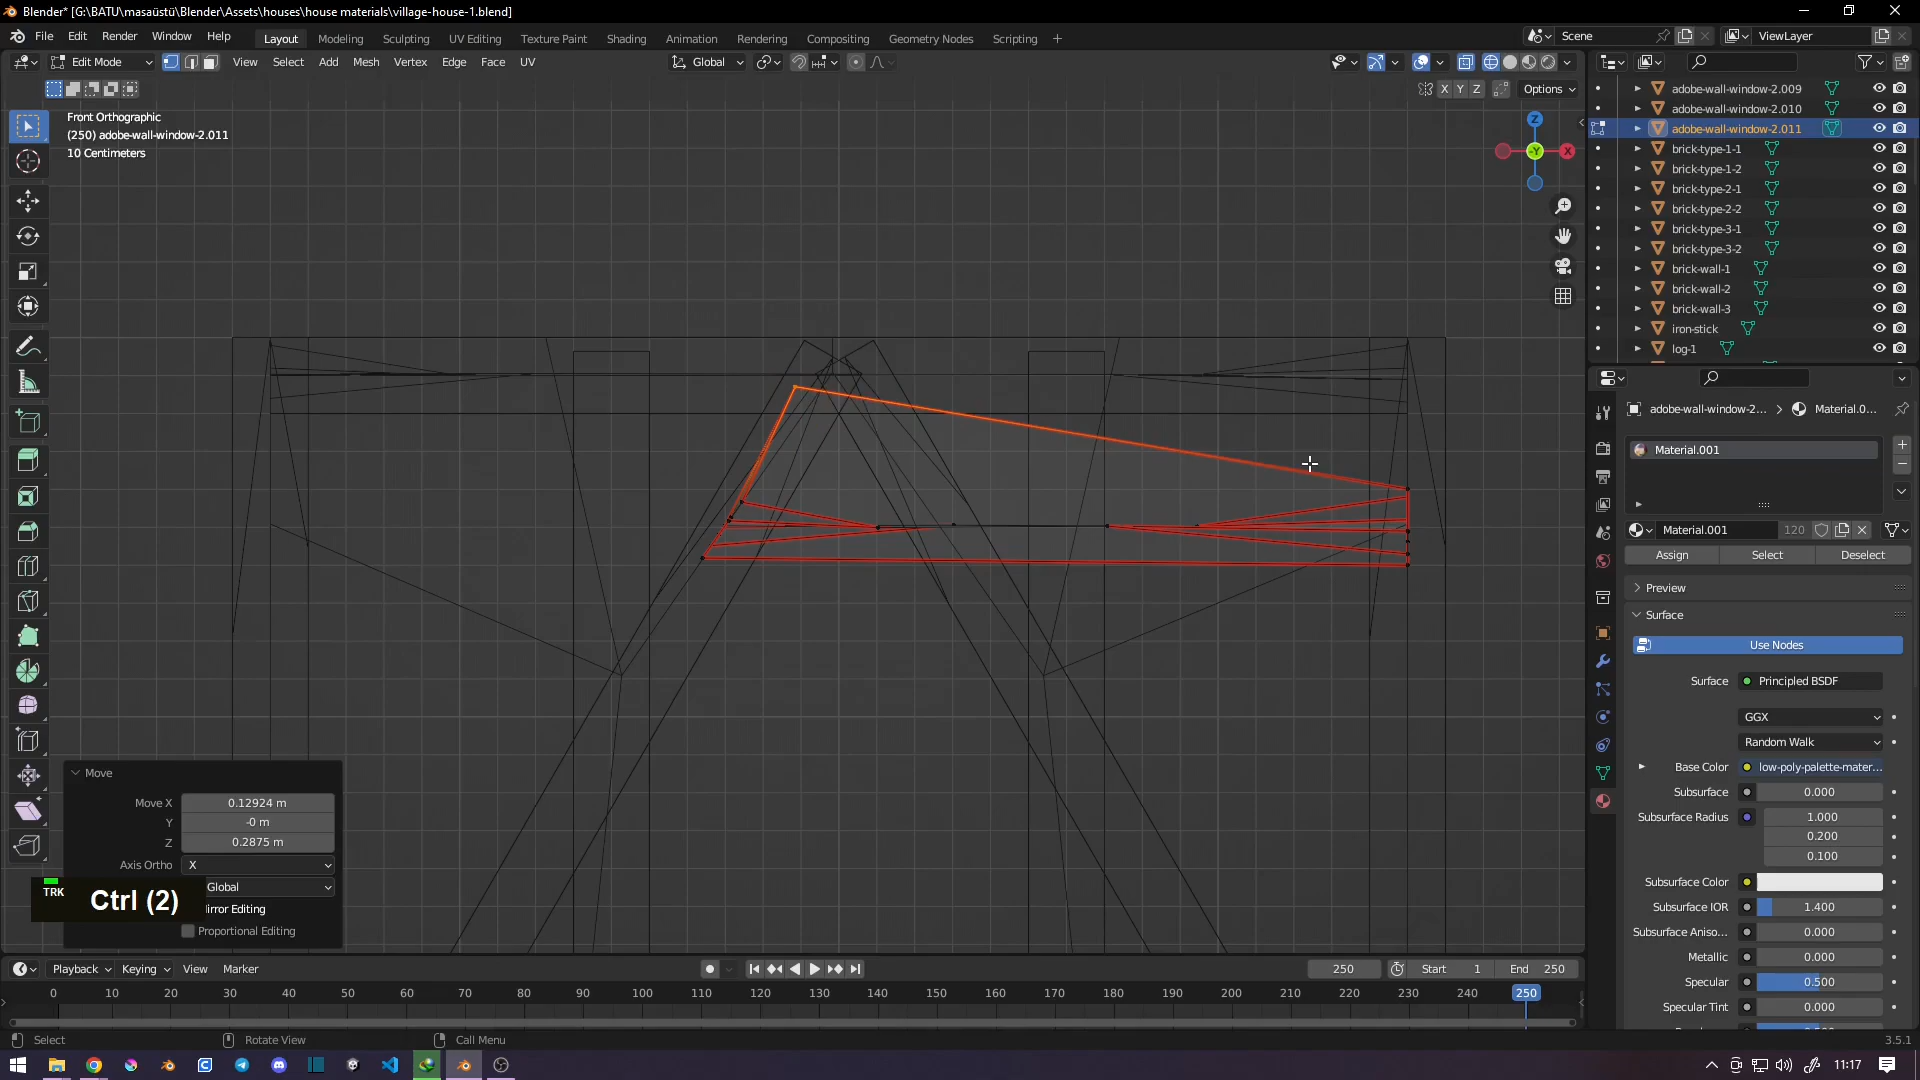 Blender* [G:\BATU\masaüstü\Blender\Assets\houses\house materials\village-house-1.blend]
File Edit Render Window Help
Layout Modeling Sculpting UV Editing Texture Paint Shading Animation Rendering Compositing Geometry Nodes Scripting +
Scene
ViewLayer
Edit Mode
View Select Add Mesh Vertex Edge Face UV
Global
X Y Z
Options
Front Orthographic
(250) adobe-wall-window-2.011
10 Centimeters
Z
-Y
X
adobe-wall-window-2.009
adobe-wall-window-2.010
adobe-wall-window-2.011
brick-type-1-1
brick-type-1-2
brick-type-2-1
brick-type-2-2
brick-type-3-1
brick-type-3-2
brick-wall-1
brick-wall-2
brick-wall-3
iron-stick
log-1
adobe-wall-window-2... > Material.0...
Material.001
Material.001 120
Assign Select Deselect
Preview
Surface
Use Nodes
Surface Principled BSDF
GGX
Random Walk
Base Color low-poly-palette-mater...
Subsurface 0.000
Subsurface Radius 1.000
0.200
0.100
Subsurface Color
Subsurface IOR 1.400
Subsurface Aniso... 0.000
Metallic 0.000
Specular 0.500
Specular Tint 0.000
Move
Move X 0.12924 m
Y -0 m
Z 0.2875 m
Axis Ortho X
Global
irror Editing
Proportional Editing
TRK
Ctrl (2)
Playback Keying View Marker
250
Start 1
End 250
0 10 20 30 40 50 60 70 80 90 100 110 120 130 140 150 160 170 180 190 200 210 220 230 240 250
Select
Rotate View
Call Menu
3.5.1
11:17